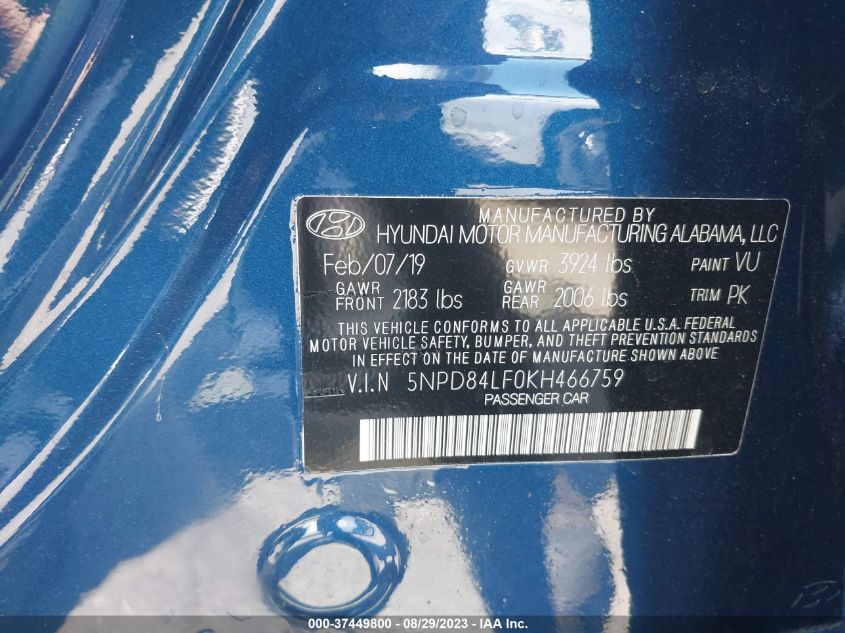 MANUFACTURED BY
HYUNDAI MOTOR MANUFACTURING ALABAMA, LLC
Feb/07/19 GVWR 3924 lbs PAINT VU
GAWR FRONT 2183 lbs GAWR REAR 2006 lbs TRIM PK
THIS VEHICLE CONFORMS TO ALL APPLICABLE U.S.A. FEDERAL
MOTOR VEHICLE SAFETY, BUMPER, AND THEFT PREVENTION STANDARDS
IN EFFECT ON THE DATE OF MANUFACTURE SHOWN ABOVE
V.I.N 5NPD84LF0KH466759
PASSENGER CAR
000-37449800 - 08/29/2023 - © IAA, Inc.